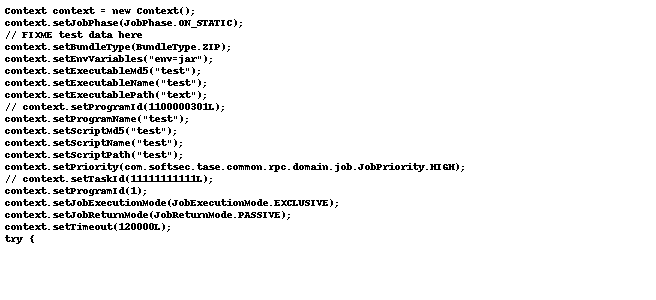 Context context = new Context();
context.setJobPhase(JobPhase.ON_STATIC);
// FIXME test data here
context.setBundleType(BundleType.ZIP);
context.setEnvVariables("env=jar");
context.setExecutableMd5("test");
context.setExecutableName("test");
context.setExecutablePath("text");
// context.setProgramId(1100000301L);
context.setProgramName("test");
context.setScriptMd5("test");
context.setScriptName("test");
context.setScriptPath("test");
context.setPriority(com.softsec.tase.common.rpc.domain.job.JobPriority.HIGH);
// context.setTaskId(11111111111L);
context.setProgramId(1);
context.setJobExecutionMode(JobExecutionMode.EXCLUSIVE);
context.setJobReturnMode(JobReturnMode.PASSIVE);
context.setTimeout(120000L);
try {